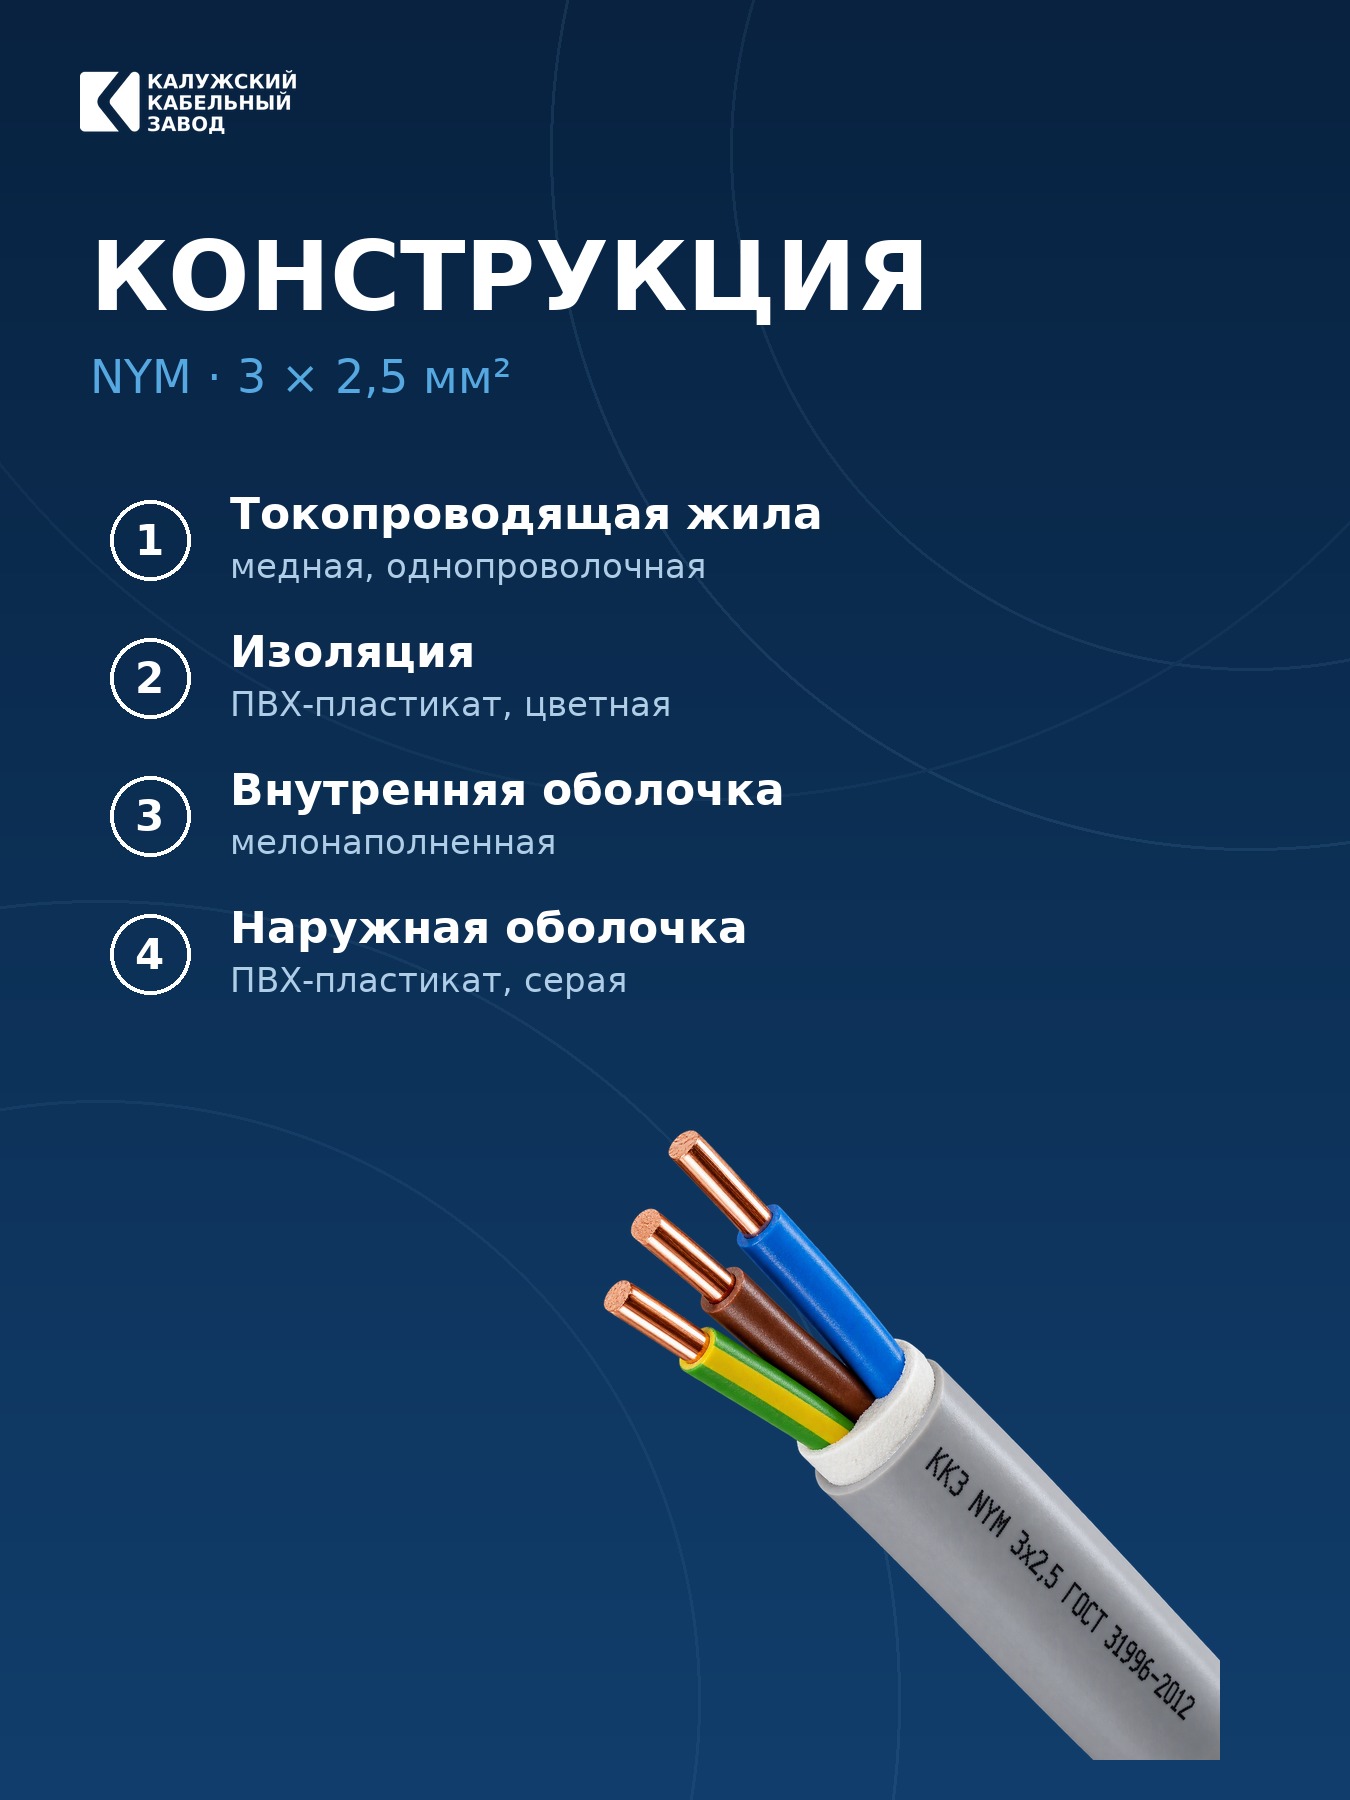 КАЛУЖСКИЙ
КАБЕЛЬНЫЙ
ЗАВОД
КОНСТРУКЦИЯ
NYM · 3 × 2,5 мм²
1
Токопроводящая жила
медная, однопроволочная
2
Изоляция
ПВХ-пластикат, цветная
3
Внутренняя оболочка
мелонаполненная
4
Наружная оболочка
ПВХ-пластикат, серая
ККЗ NYM 3x2,5 ГОСТ 31996-2012